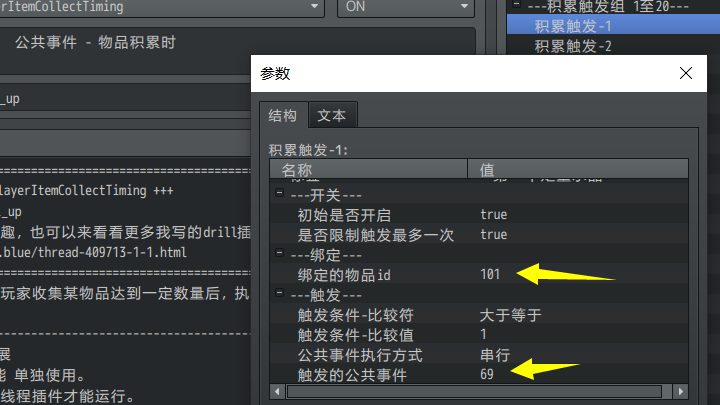 erItemCollectTiming
ON
公共事件 - 物品积累时
_up
layerItemCollectTiming +++
_up
趣，也可以来看看更多我写的drill插
.blue/thread-409713-1-1.html
玩家收集某物品达到一定数量后，执
展
能 单独使用。
线程插件才能运行。
---积累触发组 1至20---
积累触发-1
积累触发-2
参数
结构
文本
积累触发-1:
名称 值
---开关---
初始是否开启 true
是否限制触发最多一次 true
---绑定---
绑定的物品id 101
---触发---
触发条件-比较符 大于等于
触发条件-比较值 1
公共事件执行方式 串行
触发的公共事件 69